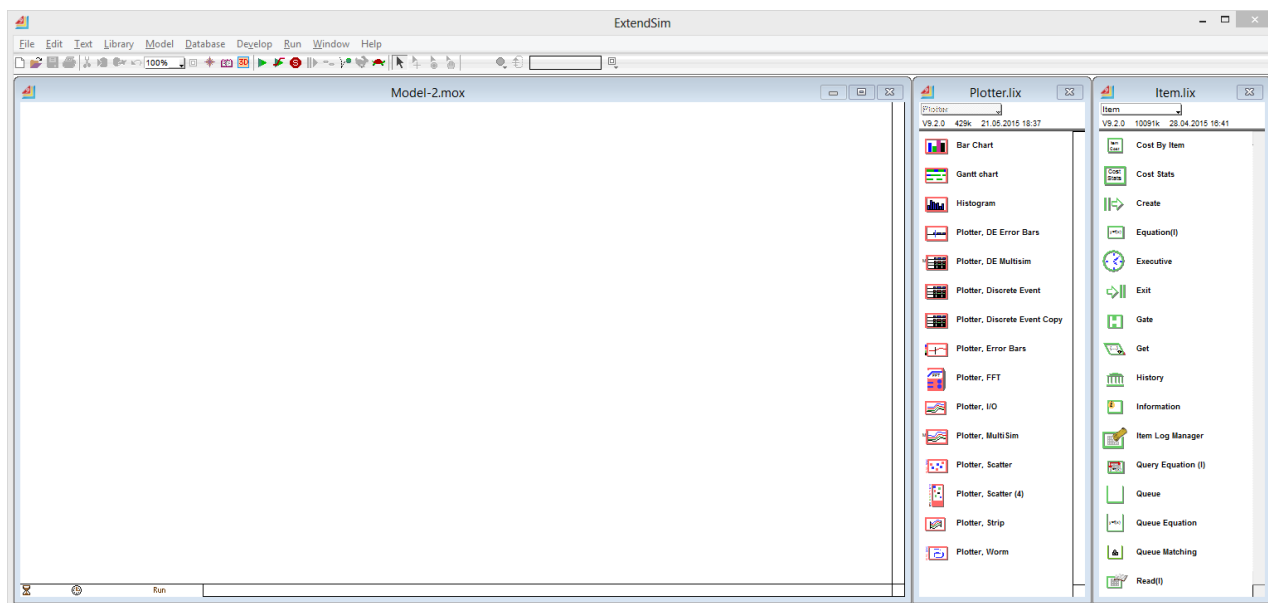 ExtendSim
File Edit Text Library Model Database Develop Run Window Help
100%
3D
S
Model-2.mox
Run
Plotter.lix
Plotter
V9.2.0 429k 21.05.2015 18:37
Bar Chart
Gantt chart
Histogram
Plotter, DE Error Bars
Plotter, DE Multisim
Plotter, Discrete Event
Plotter, Discrete Event Copy
Plotter, Error Bars
Plotter, FFT
Plotter, I/O
Plotter, MultiSim
Plotter, Scatter
Plotter, Scatter (4)
Plotter, Strip
Plotter, Worm
Item.lix
Item
V9.2.0 10091k 28.04.2015 16:41
Cost By Item
Cost Stats
Cost Stats
Create
Equation(I)
Executive
Exit
Gate
Get
History
Information
Item Log Manager
Query Equation (I)
Queue
Queue Equation
Queue Matching
Read(I)